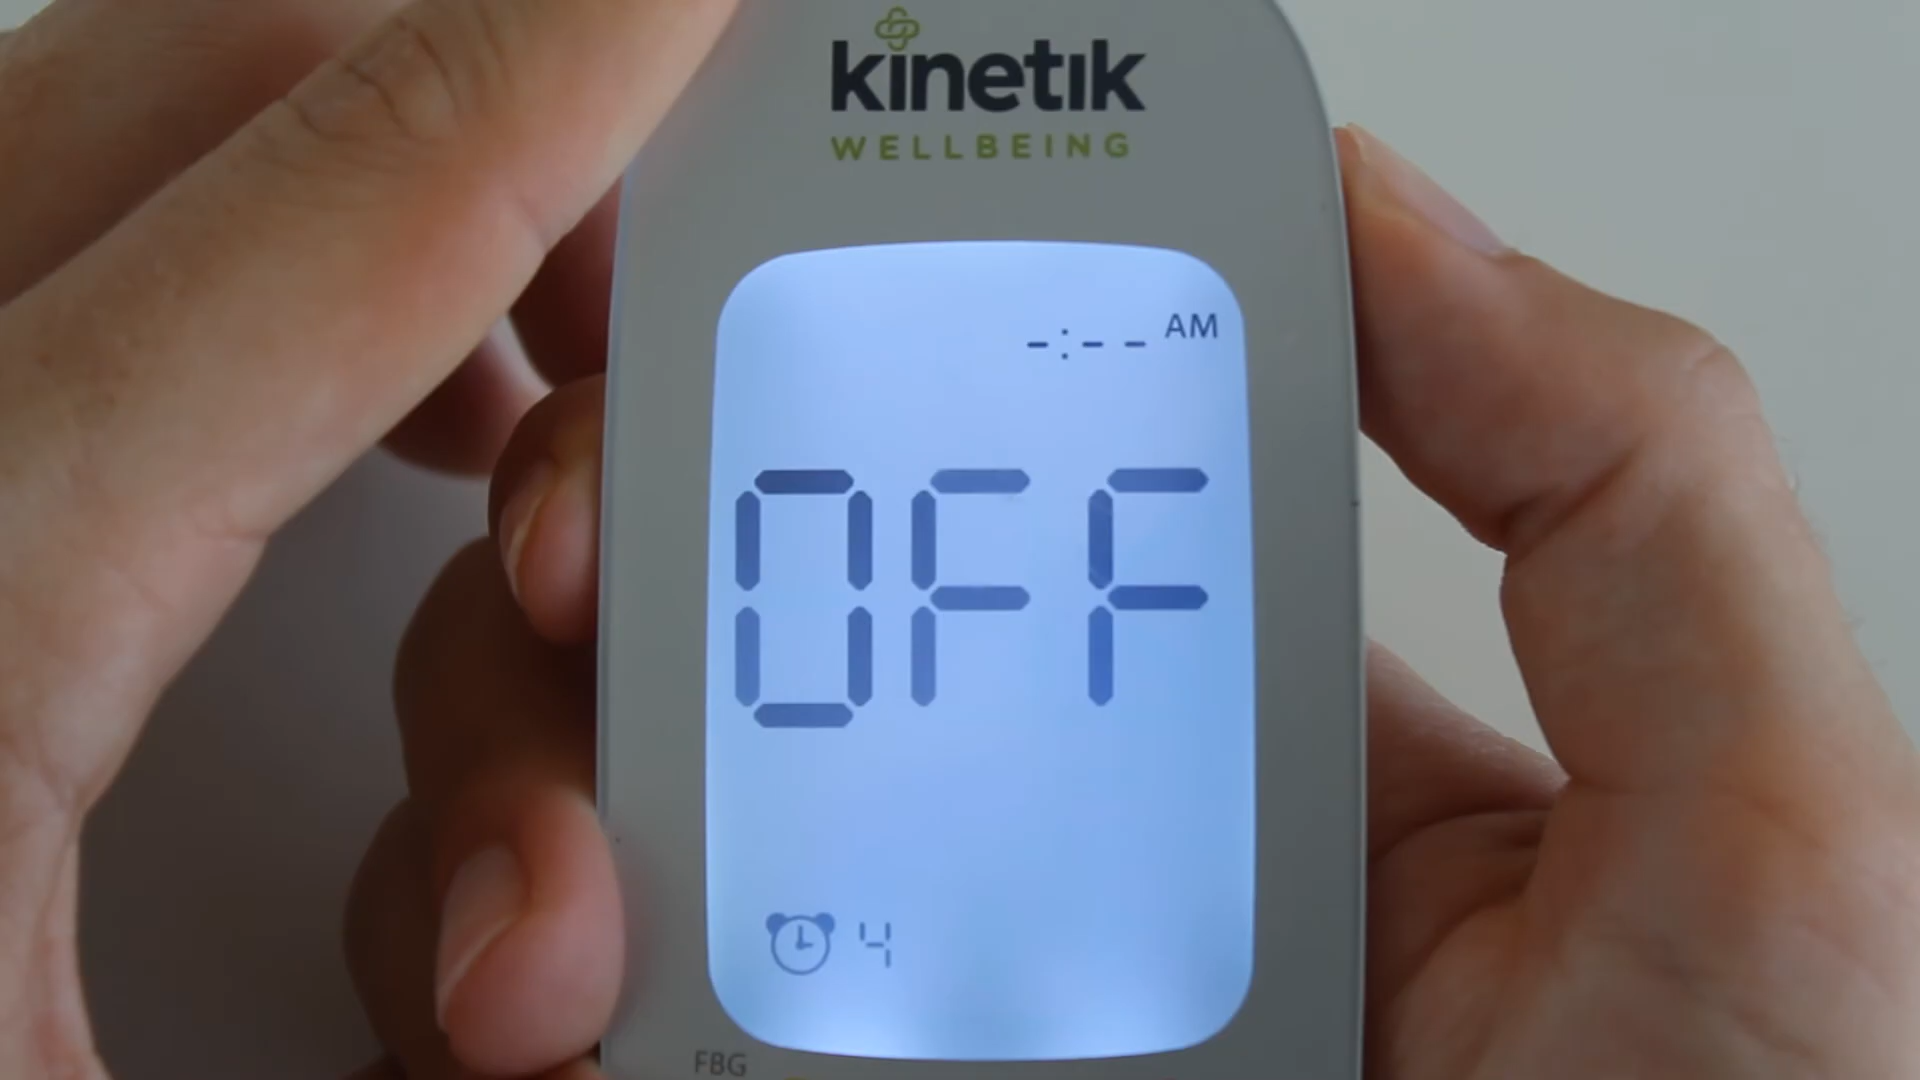 kinetik
WELLBEING
-:-- AM
OFF
4
FBG